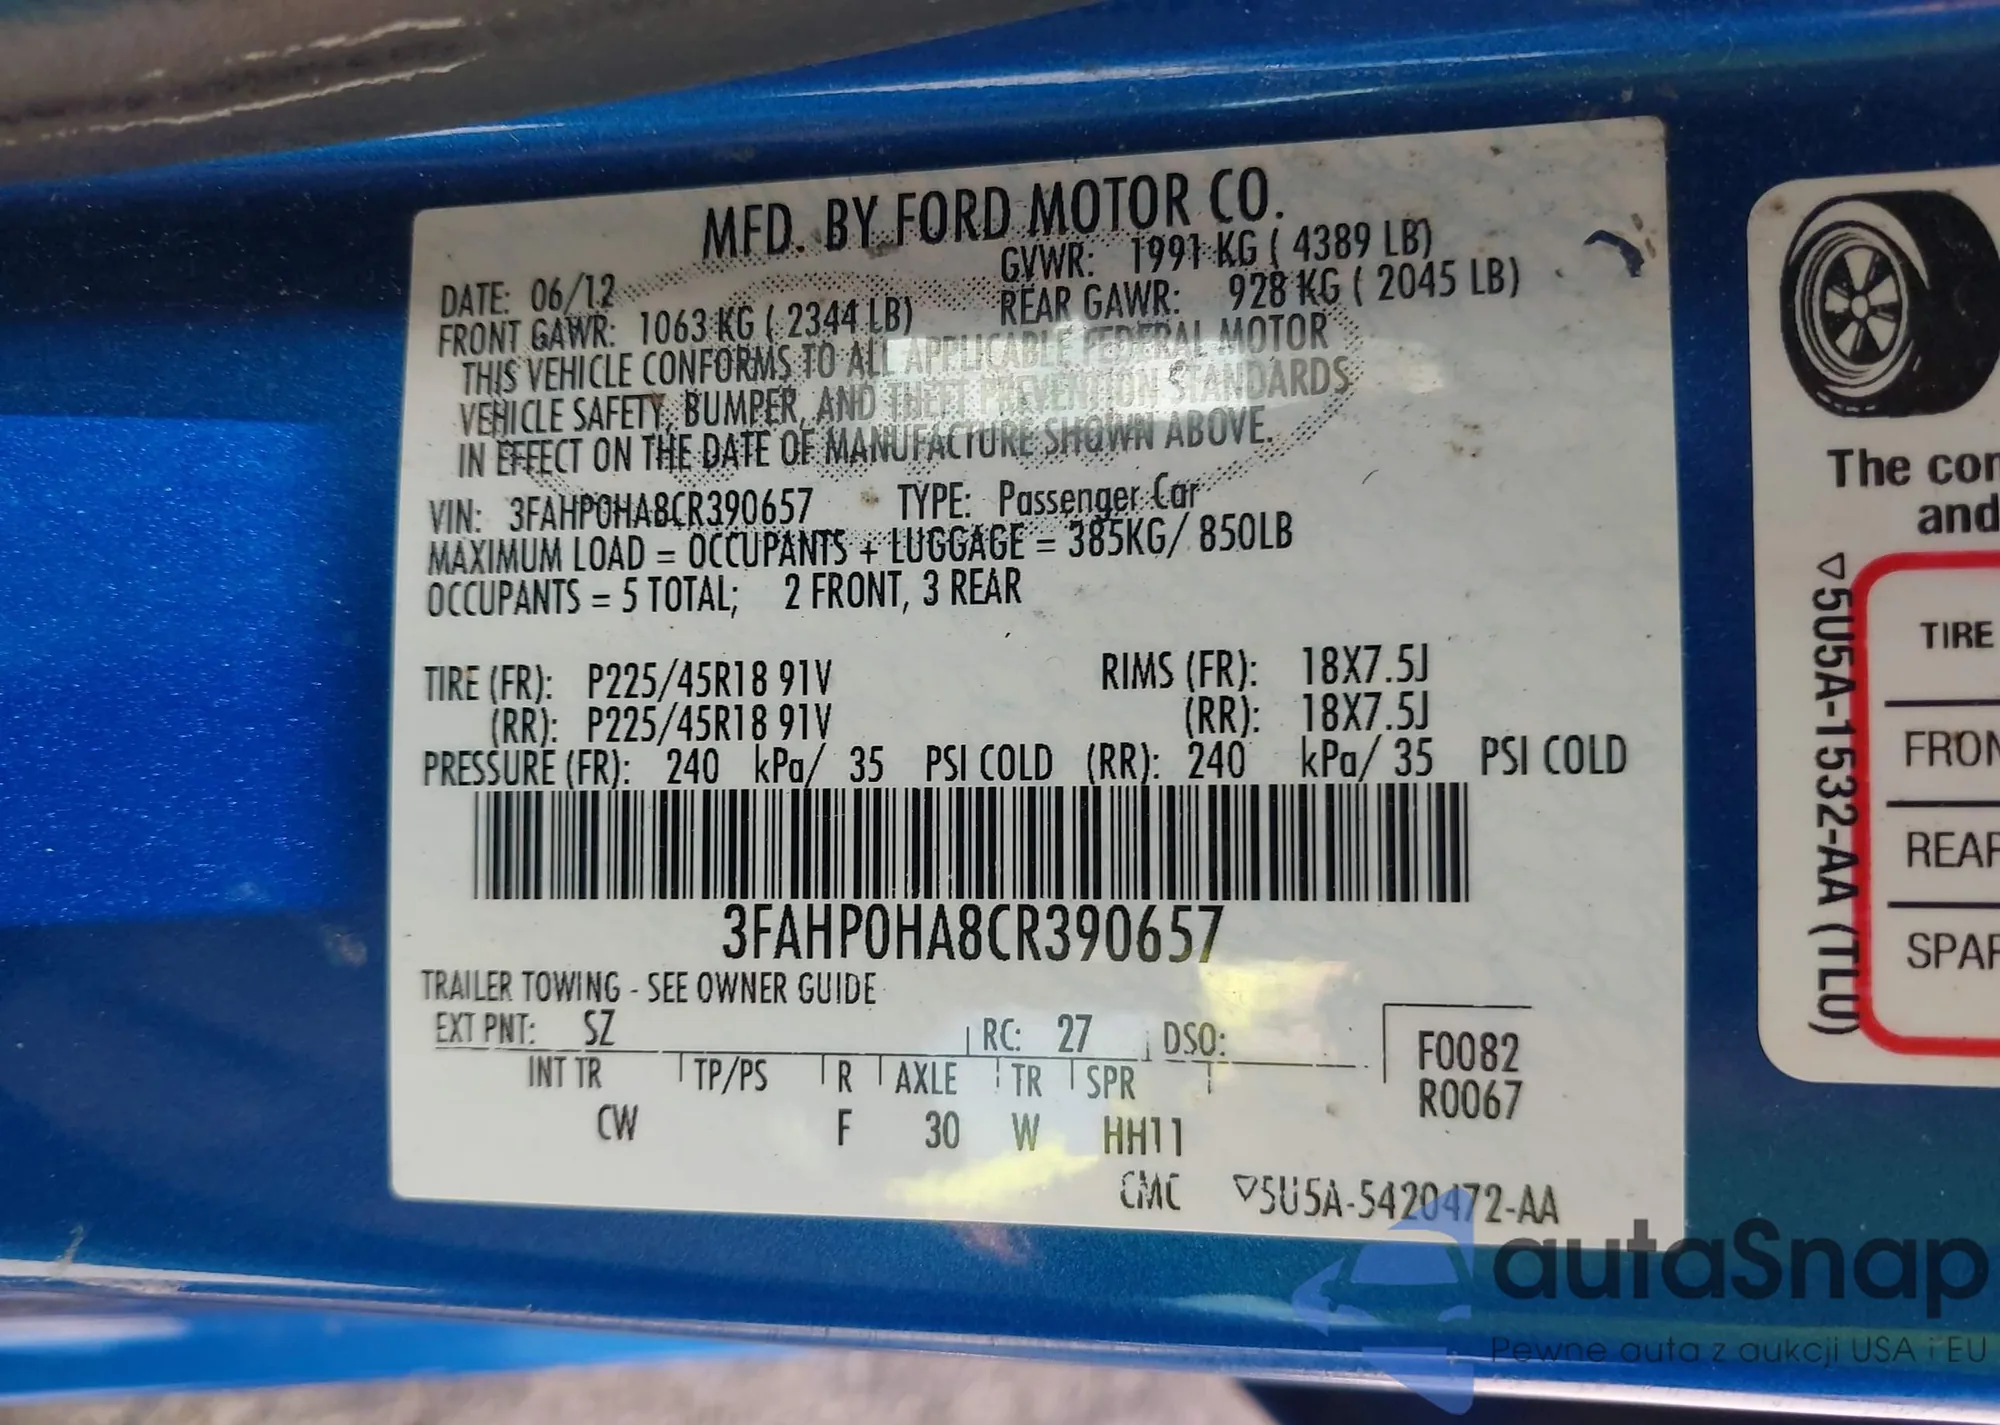 MFD. BY FORD MOTOR CO.
DATE: 06/12
GVWR: 1991 KG ( 4389 LB)
FRONT GAWR: 1063 KG ( 2344 LB)
REAR GAWR: 928 KG ( 2045 LB)
THIS VEHICLE CONFORMS TO ALL APPLICABLE FEDERAL MOTOR
VEHICLE SAFETY, BUMPER, AND THEFT PREVENTION STANDARDS
IN EFFECT ON THE DATE OF MANUFACTURE SHOWN ABOVE.
VIN: 3FAHP0HA8CR390657 TYPE: Passenger Car
MAXIMUM LOAD = OCCUPANTS + LUGGAGE = 385KG/ 850LB
OCCUPANTS = 5 TOTAL; 2 FRONT, 3 REAR
TIRE (FR): P225/45R18 91V RIMS (FR): 18X7.5J
(RR): P225/45R18 91V (RR): 18X7.5J
PRESSURE (FR): 240 kPa/ 35 PSI COLD (RR): 240 kPa/ 35 PSI COLD
3FAHP0HA8CR390657
TRAILER TOWING - SEE OWNER GUIDE
EXT PNT: SZ RC: 27 DSO:
INT TR TP/PS R AXLE TR SPR
CW F 30 W HH11
F0082
R0067
CMC ▽5U5A-5420472-AA
The con
and
▽5U5A-1532-AA (TLU)
TIRE
FRON
REAR
SPAR
autaSnap
Pewne auta z aukcji USA i EU